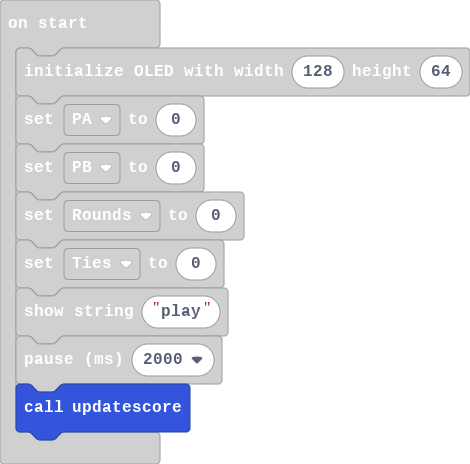 on start
initialize OLED with width 128 height 64
set PA to 0
set PB to 0
set Rounds to 0
set Ties to 0
show string "play"
pause (ms) 2000
call updatescore